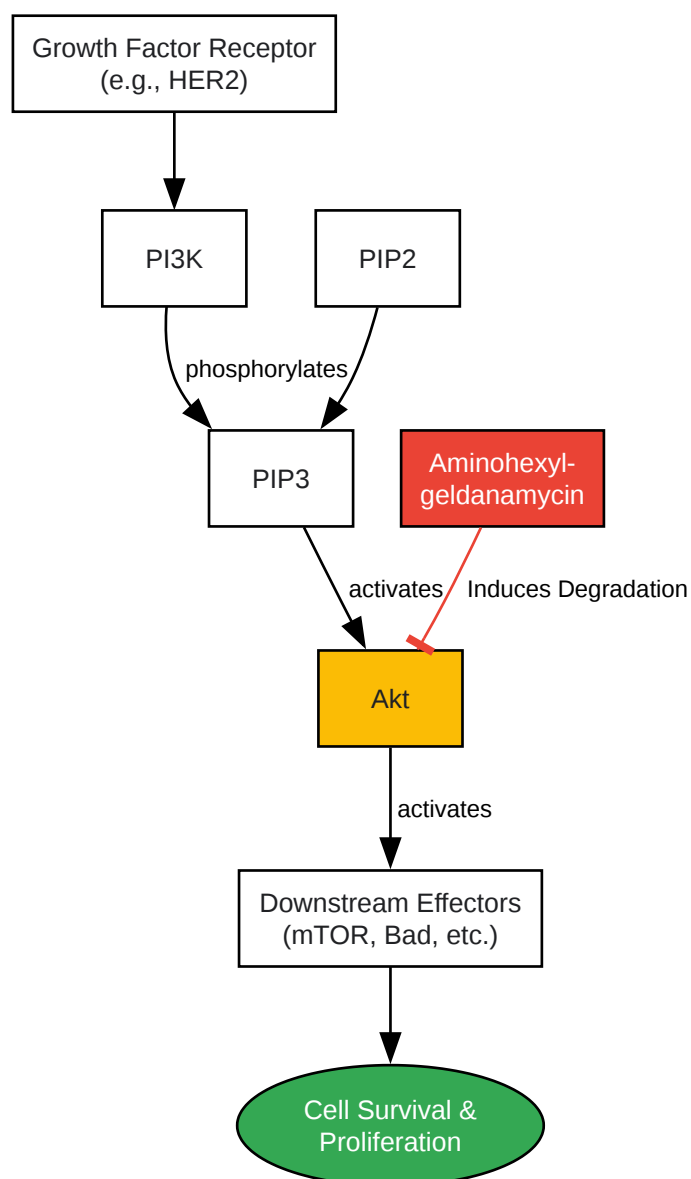 Growth Factor Receptor
(e.g., HER2)
PI3K
PIP2
phosphorylates
PIP3
Aminohexyl-
geldanamycin
activates
Induces Degradation
Akt
activates
Downstream Effectors
(mTOR, Bad, etc.)
Cell Survival &
Proliferation